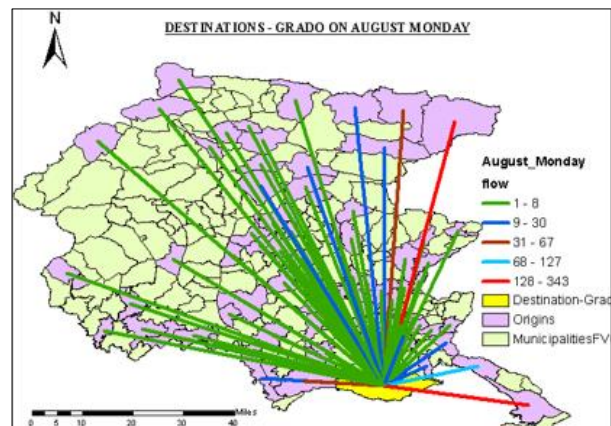 N
DESTINATIONS - GRADO ON AUGUST MONDAY
August_Monday
flow
1 - 8
9 - 30
31 - 67
68 - 127
128 - 343
Destination-Grad
Origins
MunicipalitiesFV
Miles
0 5 10 20 30 40